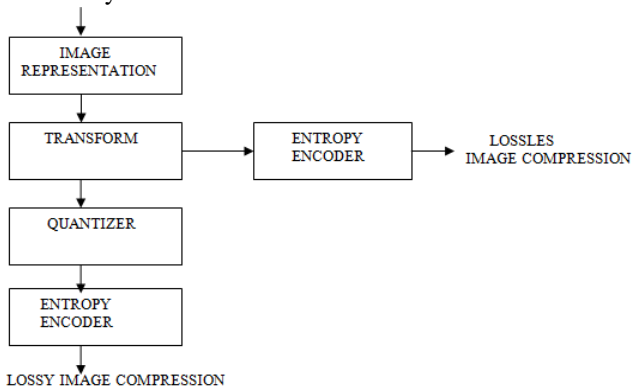 IMAGE
REPRESENTATION
TRANSFORM
ENTROPY
ENCODER
LOSSLES
IMAGE COMPRESSION
QUANTIZER
ENTROPY
ENCODER
LOSSY IMAGE COMPRESSION